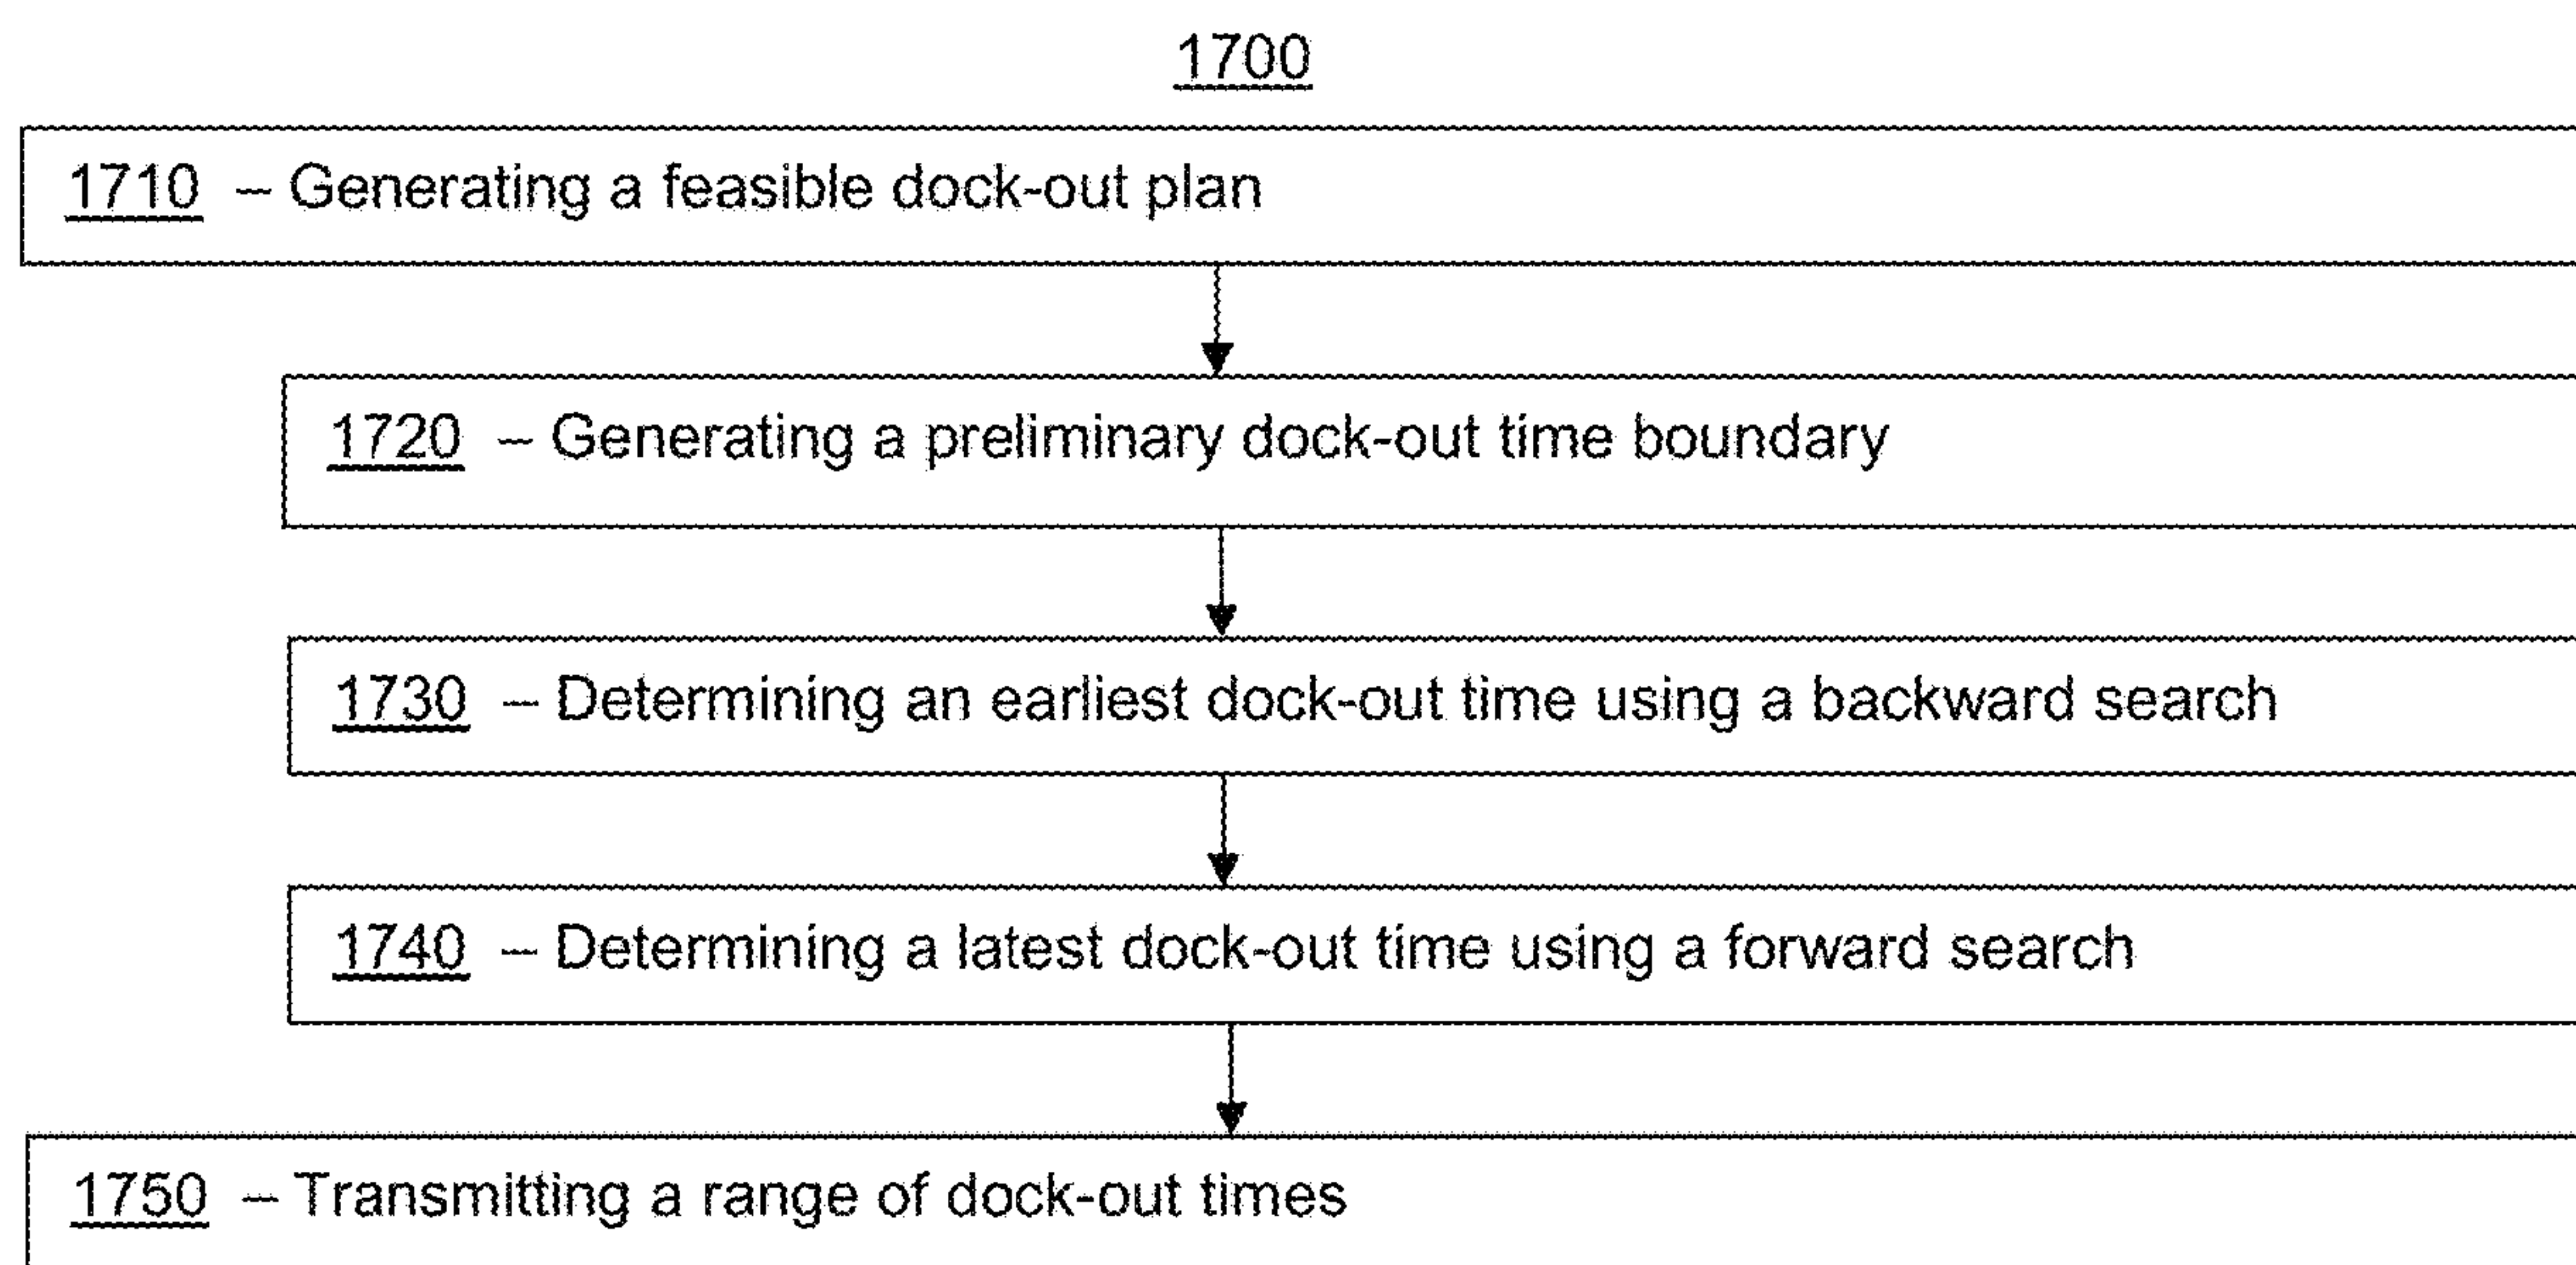 1700
1710 – Generating a feasible dock-out plan
1720 – Generating a preliminary dock-out time boundary
1730 – Determining an earliest dock-out time using a backward search
1740 – Determining a latest dock-out time using a forward search
1750 – Transmitting a range of dock-out times